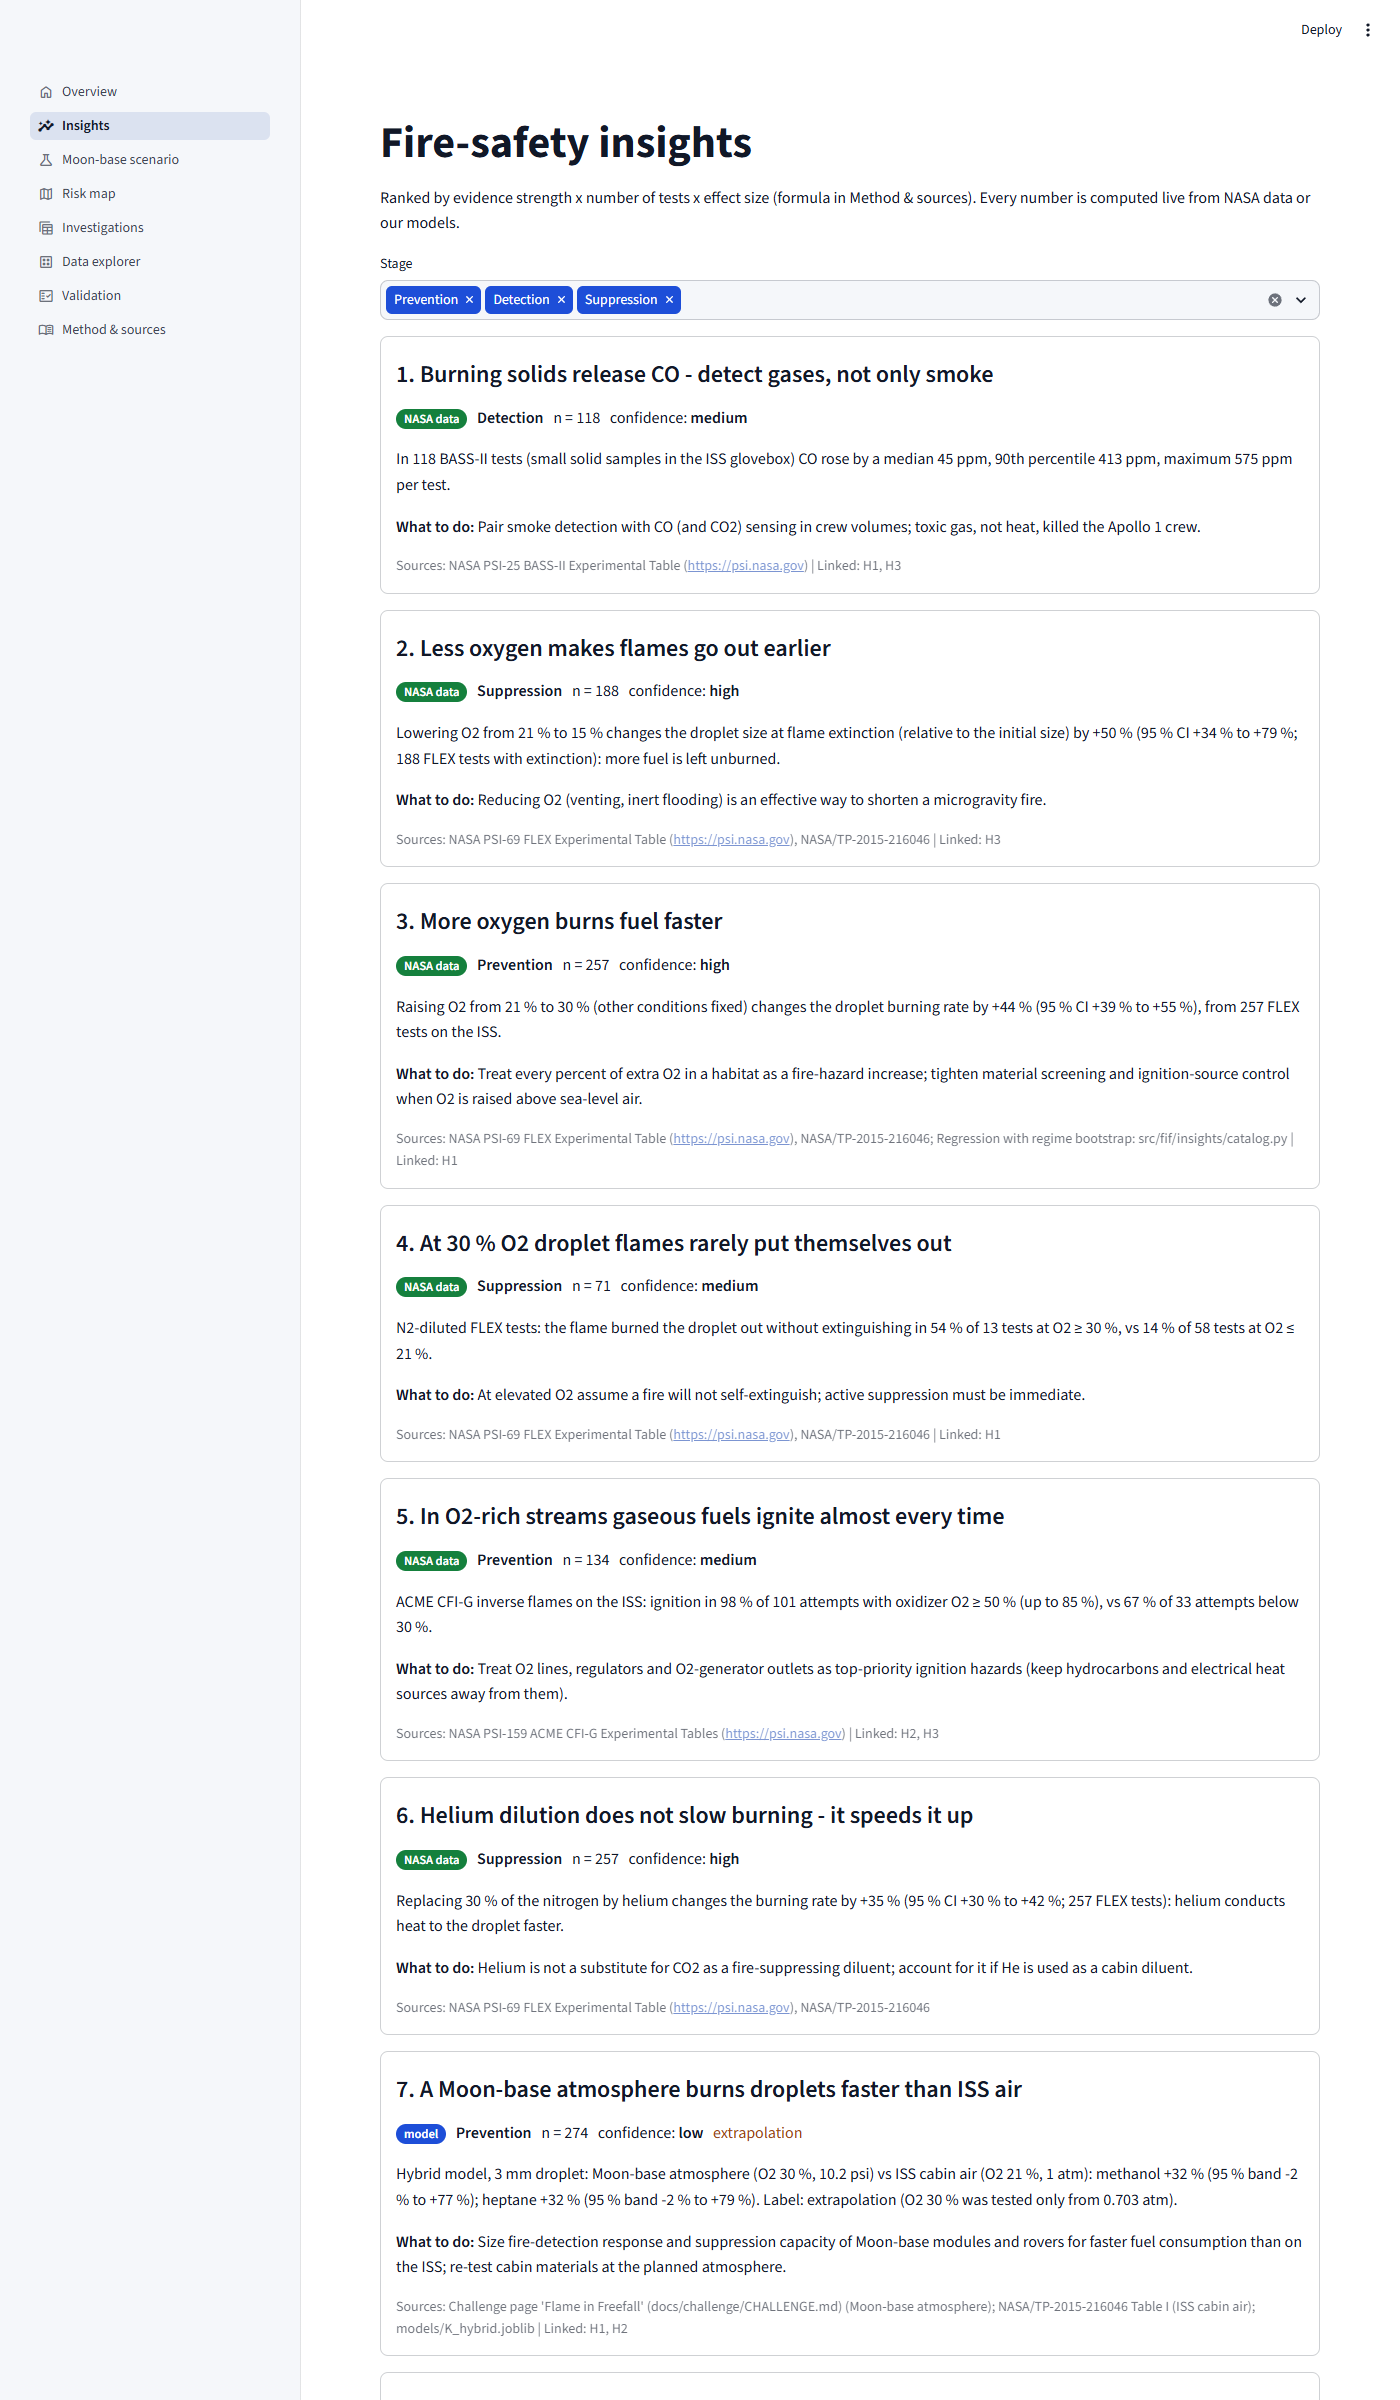 Deploy
Overview
Insights
Moon-base scenario
Risk map
Investigations
Data explorer
Validation
Method & sources
Fire-safety insights
Ranked by evidence strength x number of tests x effect size (formula in Method & sources). Every number is computed live from NASA data or
our models.
Stage
Prevention × Detection × Suppression ×
1. Burning solids release CO - detect gases, not only smoke
NASA data Detection n = 118 confidence: medium
In 118 BASS-II tests (small solid samples in the ISS glovebox) CO rose by a median 45 ppm, 90th percentile 413 ppm, maximum 575 ppm
per test.
What to do: Pair smoke detection with CO (and CO2) sensing in crew volumes; toxic gas, not heat, killed the Apollo 1 crew.
Sources: NASA PSI-25 BASS-II Experimental Table (https://psi.nasa.gov) | Linked: H1, H3
2. Less oxygen makes flames go out earlier
NASA data Suppression n = 188 confidence: high
Lowering O2 from 21 % to 15 % changes the droplet size at flame extinction (relative to the initial size) by +50 % (95 % CI +34 % to +79 %;
188 FLEX tests with extinction): more fuel is left unburned.
What to do: Reducing O2 (venting, inert flooding) is an effective way to shorten a microgravity fire.
Sources: NASA PSI-69 FLEX Experimental Table (https://psi.nasa.gov), NASA/TP-2015-216046 | Linked: H3
3. More oxygen burns fuel faster
NASA data Prevention n = 257 confidence: high
Raising O2 from 21 % to 30 % (other conditions fixed) changes the droplet burning rate by +44 % (95 % CI +39 % to +55 %), from 257 FLEX
tests on the ISS.
What to do: Treat every percent of extra O2 in a habitat as a fire-hazard increase; tighten material screening and ignition-source control
when O2 is raised above sea-level air.
Sources: NASA PSI-69 FLEX Experimental Table (https://psi.nasa.gov), NASA/TP-2015-216046; Regression with regime bootstrap: src/fif/insights/catalog.py |
Linked: H1
4. At 30 % O2 droplet flames rarely put themselves out
NASA data Suppression n = 71 confidence: medium
N2-diluted FLEX tests: the flame burned the droplet out without extinguishing in 54 % of 13 tests at O2 ≥ 30 %, vs 14 % of 58 tests at O2 ≤
21 %.
What to do: At elevated O2 assume a fire will not self-extinguish; active suppression must be immediate.
Sources: NASA PSI-69 FLEX Experimental Table (https://psi.nasa.gov), NASA/TP-2015-216046 | Linked: H1
5. In O2-rich streams gaseous fuels ignite almost every time
NASA data Prevention n = 134 confidence: medium
ACME CFI-G inverse flames on the ISS: ignition in 98 % of 101 attempts with oxidizer O2 ≥ 50 % (up to 85 %), vs 67 % of 33 attempts below
30 %.
What to do: Treat O2 lines, regulators and O2-generator outlets as top-priority ignition hazards (keep hydrocarbons and electrical heat
sources away from them).
Sources: NASA PSI-159 ACME CFI-G Experimental Tables (https://psi.nasa.gov) | Linked: H2, H3
6. Helium dilution does not slow burning - it speeds it up
NASA data Suppression n = 257 confidence: high
Replacing 30 % of the nitrogen by helium changes the burning rate by +35 % (95 % CI +30 % to +42 %; 257 FLEX tests): helium conducts
heat to the droplet faster.
What to do: Helium is not a substitute for CO2 as a fire-suppressing diluent; account for it if He is used as a cabin diluent.
Sources: NASA PSI-69 FLEX Experimental Table (https://psi.nasa.gov), NASA/TP-2015-216046
7. A Moon-base atmosphere burns droplets faster than ISS air
model Prevention n = 274 confidence: low extrapolation
Hybrid model, 3 mm droplet: Moon-base atmosphere (O2 30 %, 10.2 psi) vs ISS cabin air (O2 21 %, 1 atm): methanol +32 % (95 % band -2
% to +77 %); heptane +32 % (95 % band -2 % to +79 %). Label: extrapolation (O2 30 % was tested only from 0.703 atm).
What to do: Size fire-detection response and suppression capacity of Moon-base modules and rovers for faster fuel consumption than on
the ISS; re-test cabin materials at the planned atmosphere.
Sources: Challenge page 'Flame in Freefall' (docs/challenge/CHALLENGE.md) (Moon-base atmosphere); NASA/TP-2015-216046 Table I (ISS cabin air);
models/K_hybrid.joblib | Linked: H1, H2